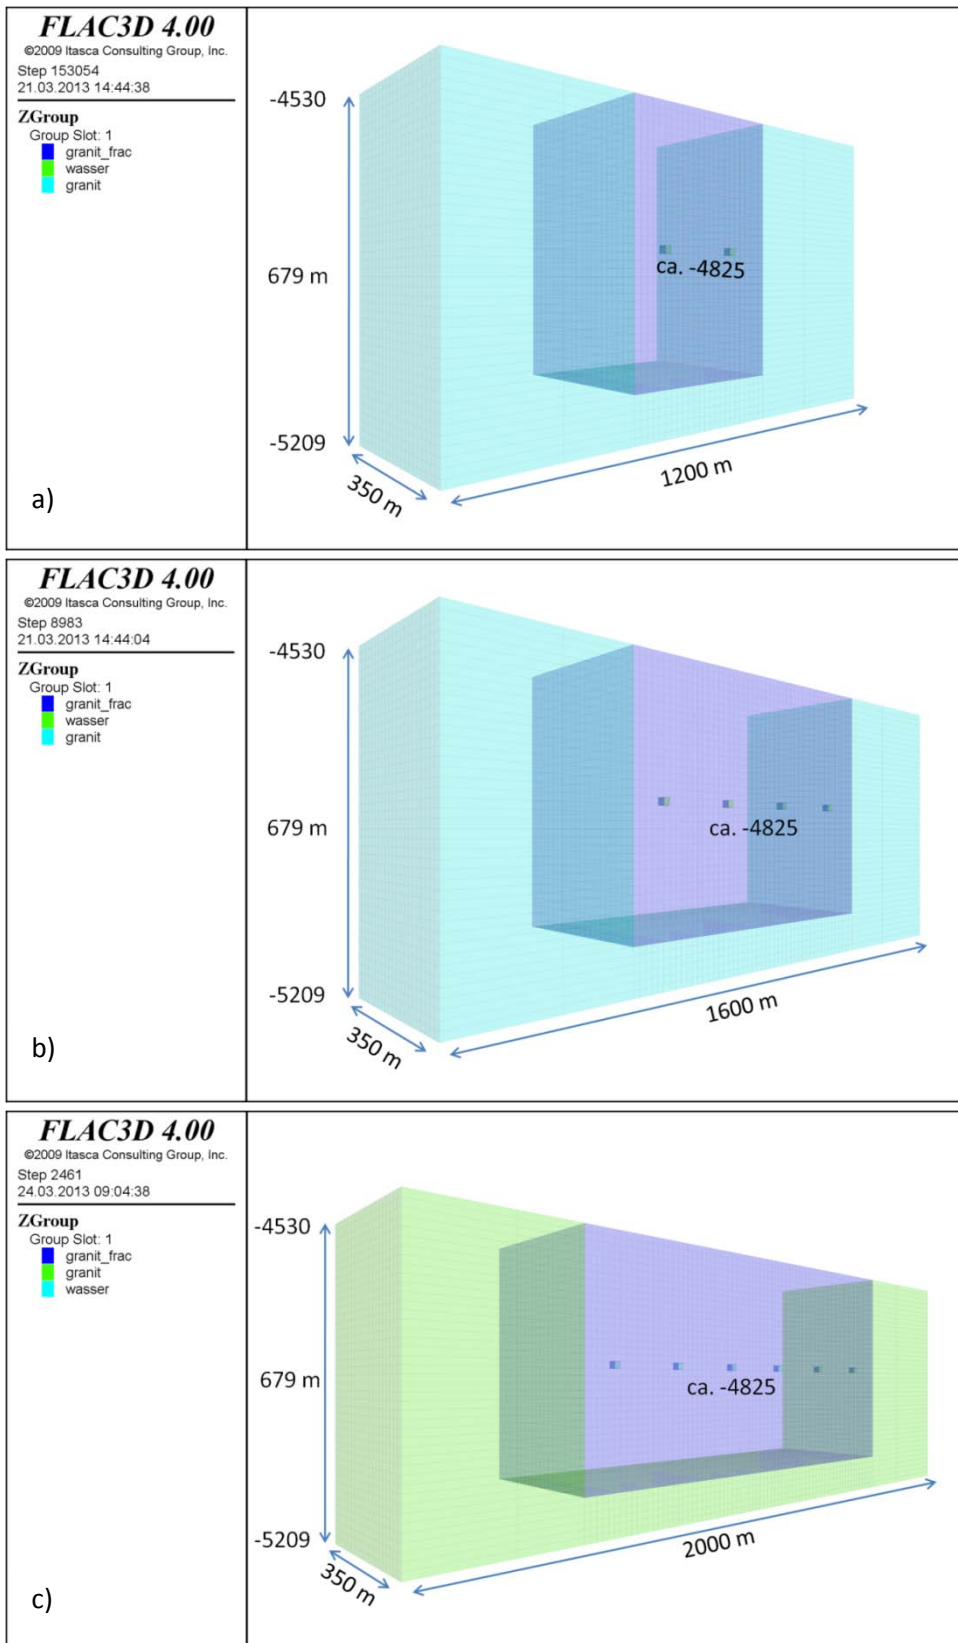 FLAC3D 4.00
©2009 Itasca Consulting Group, Inc.
Step 153054
21.03.2013 14:44:38
ZGroup
Group Slot: 1
granit_frac
wasser
granit
a)
-4530
679 m
-5209
350 m
1200 m
ca. -4825
FLAC3D 4.00
©2009 Itasca Consulting Group, Inc.
Step 8983
21.03.2013 14:44:04
ZGroup
Group Slot: 1
granit_frac
wasser
granit
b)
-4530
679 m
-5209
350 m
1600 m
ca. -4825
FLAC3D 4.00
©2009 Itasca Consulting Group, Inc.
Step 2461
24.03.2013 09:04:38
ZGroup
Group Slot: 1
granit_frac
granit
wasser
c)
-4530
679 m
-5209
350 m
2000 m
ca. -4825